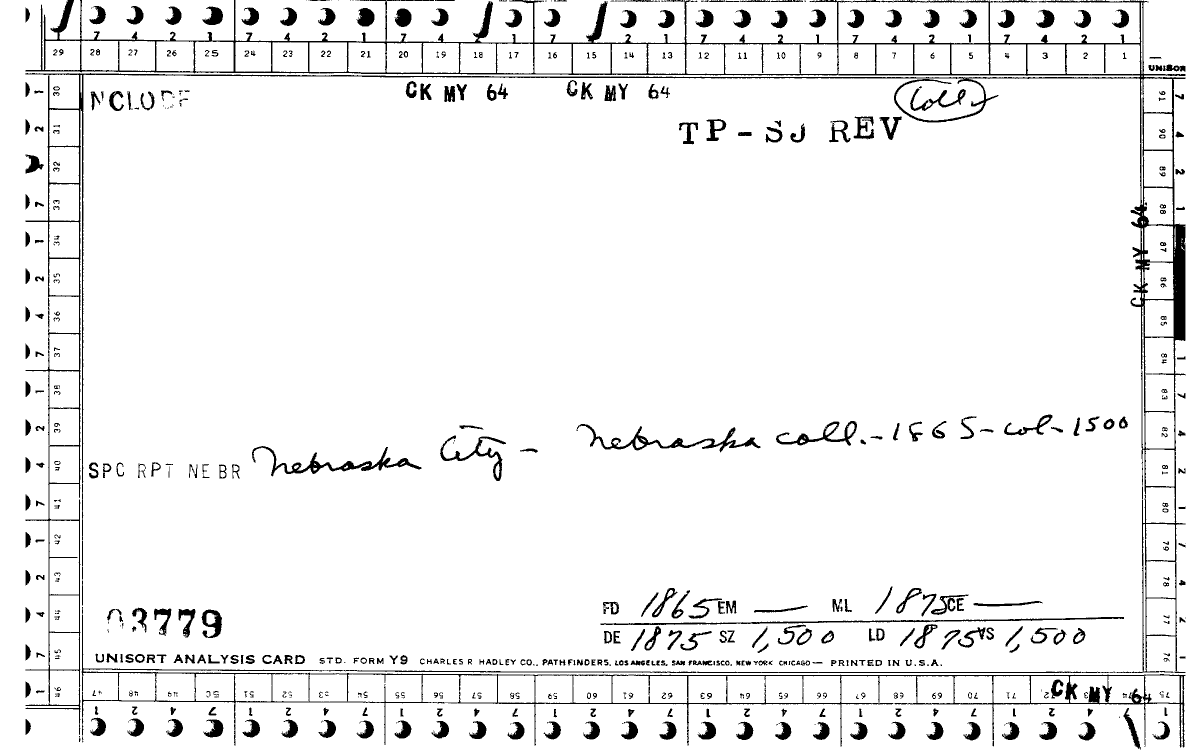 7 4 2 1 7 4 2 1 7 4 2 1 7 4 2 1 7 4 2 1 7 4 2 1 7 4 2 1
29 28 27 26 25 24 23 22 21 20 19 18 17 16 15 14 13 12 11 10 9 8 7 6 5 4 3 2 1
UNISOR
NCLODE CK MY 64 CK MY 64 Coll
TP-SJ REV
CK MY 64
Nebraska City - Nebraska coll. - 1865 - col - 1500
SPC RPT NEBR
03779
FD 1865 EM — ML 1875 CE —
DE 1875 SZ 1,500 LD 1875 VS 1,500
UNISORT ANALYSIS CARD STD. FORM Y9 CHARLES R HADLEY CO., PATHFINDERS, LOS ANGELES, SAN FRANCISCO, NEW YORK CHICAGO — PRINTED IN U.S.A.
30 31 32 33 34 35 36 37 38 39 40 41 42 43 44 45 46
91 90 89 88 87 86 85 84 83 82 81 80 79 78 77 76 75
47 48 49 50 51 52 53 54 55 56 57 58 59 60 61 62 63 64 65 66 67 68 69 70 71 72
CK MY 64